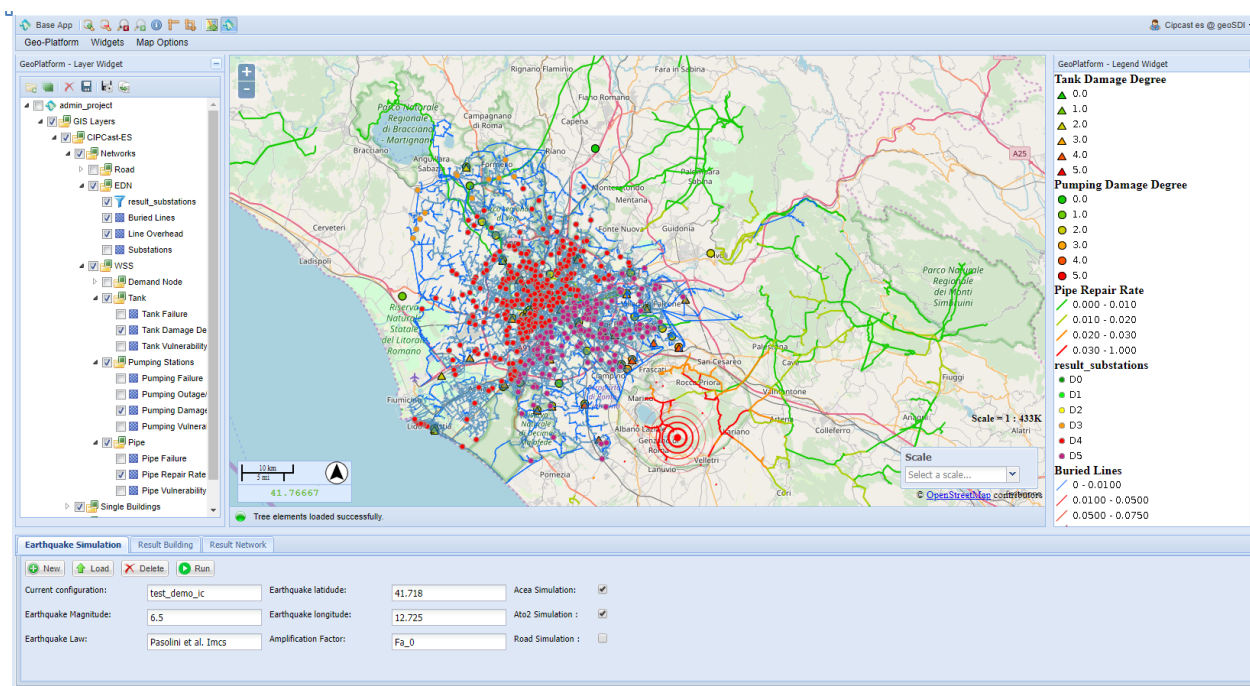 Base App
Cipcast es @ geoSDI
Geo-Platform Widgets Map Options
GeoPlatform - Layer Widget
admin_project
GIS Layers
CIPCast-ES
Networks
Road
EDN
result_substations
Buried Lines
Line Overhead
Substations
WSS
Demand Node
Tank
Tank Failure
Tank Damage De
Tank Vulnerability
Pumping Stations
Pumping Failure
Pumping Outage/
Pumping Damage
Pumping Vulnera
Pipe
Pipe Failure
Pipe Repair Rate
Pipe Vulnerability
Single Buildings
+
-
Rignano Flaminio
Fara in Sabina
Fiano Romano
Parco Naturale
Regionale
di Bracciano
Martignano
Campagnano
di Roma
Capena
A25
Bracciano
Riano
Anguillara
Sabazia
Formello
Palombara
Sabina
Monterotondo
Mentana
Cerveteri
Fonte Nuova
Guidonia
Ladispoli
Parco Naturale
Regionale
dei Monti
Simbruini
Riserva
Naturale
Statale
del Litorale
Romano
Palestrina
San Cesareo
Cave
Frascati
Ciampino
Fiumicino
Rocca Priora
Fiuggi
Marino
Valmontone
Artena
Anagni
Scale = 1 : 433K
Albano Laziale
Lariano
Colleferro
Alatri
Genzano
Roma
Velletri
Lanuvio
Pomezia
Cori
10 km
5 mi
41.76667
Scale
Select a scale...
© OpenStreetMap contributors
Tree elements loaded successfully.
GeoPlatform - Legend Widget
Tank Damage Degree
0.0
1.0
2.0
3.0
4.0
5.0
Pumping Damage Degree
0.0
1.0
2.0
3.0
4.0
5.0
Pipe Repair Rate
0.000 - 0.010
0.010 - 0.020
0.020 - 0.030
0.030 - 1.000
result_substations
D0
D1
D2
D3
D4
D5
Buried Lines
0 - 0.0100
0.0100 - 0.0500
0.0500 - 0.0750
Earthquake Simulation Result Building Result Network
New Load Delete Run
Current configuration: test_demo_ic Earthquake latidude: 41.718 Acea Simulation:
Earthquake Magnitude: 6.5 Earthquake longitude: 12.725 Ato2 Simulation :
Earthquake Law: Pasolini et al. Imcs Amplification Factor: Fa_0 Road Simulation :